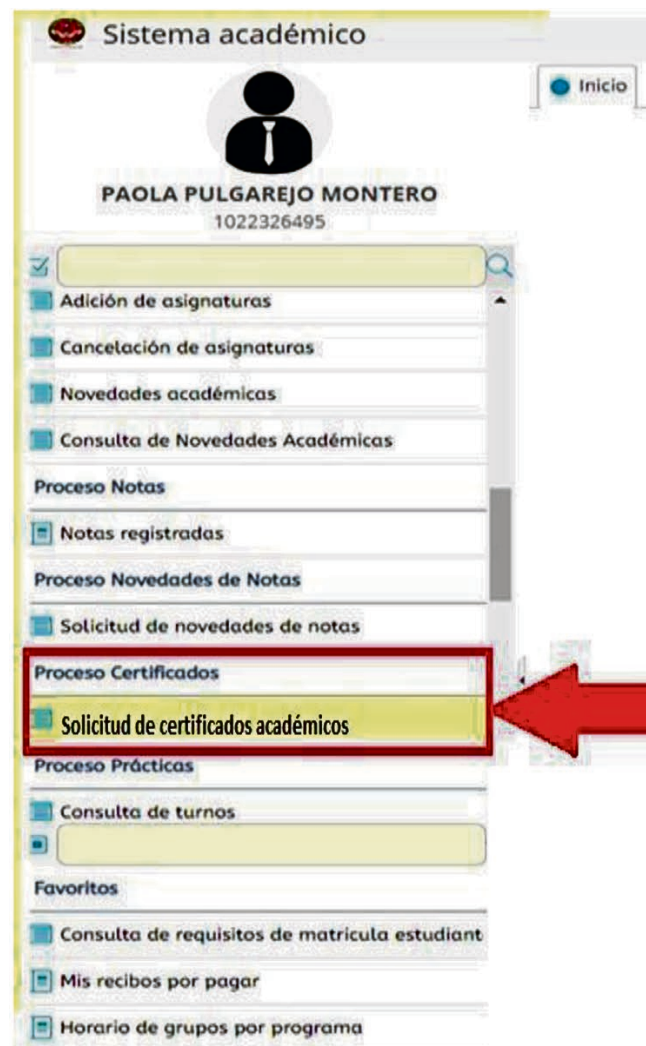 Sistema académico
Inicio
PAOLA PULGAREJO MONTERO
1022326495
Adición de asignaturas
Cancelación de asignaturas
Novedades académicas
Consulta de Novedades Académicas
Proceso Notas
Notas registradas
Proceso Novedades de Notas
Solicitud de novedades de notas
Proceso Certificados
Solicitud de certificados académicos
Proceso Prácticas
Consulta de turnos
Favoritos
Consulta de requisitos de matricula estudiant
Mis recibos por pagar
Horario de grupos por programa